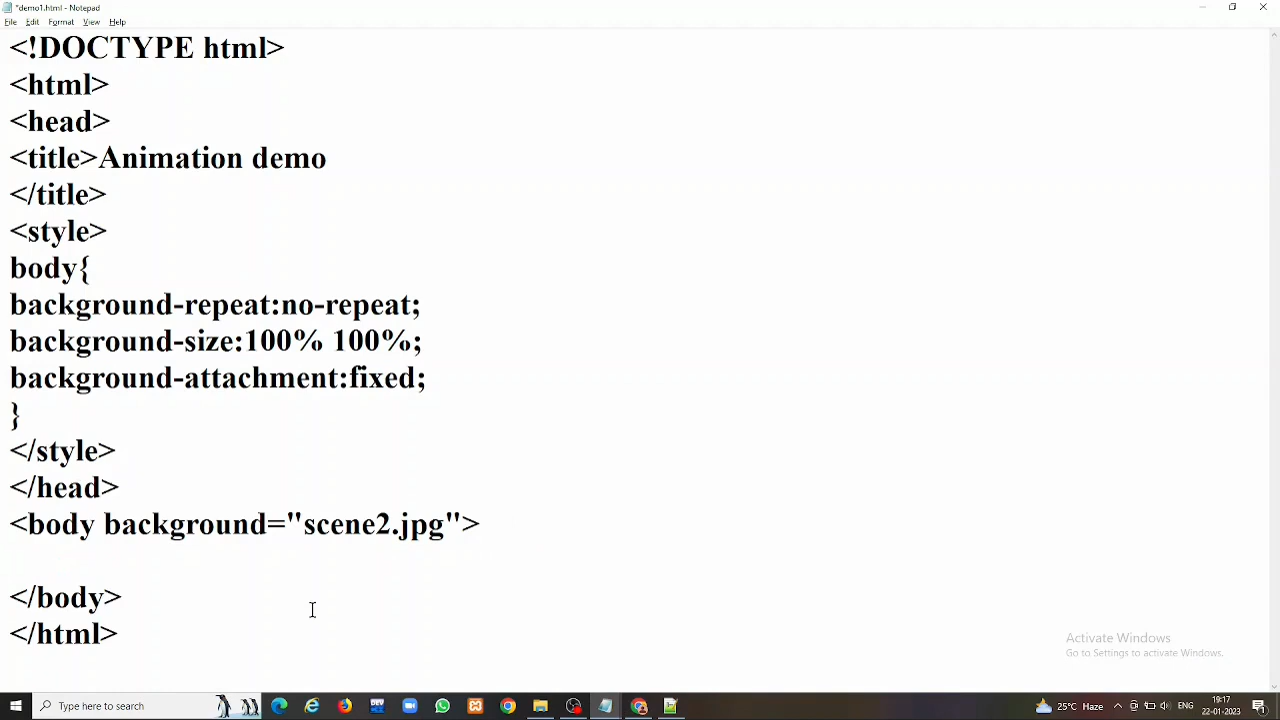 *demo1.html - Notepad
File Edit Format View Help
<!DOCTYPE html>
<html>
<head>
<title>Animation demo
</title>
<style>
body{
background-repeat:no-repeat;
background-size:100% 100%;
background-attachment:fixed;
}
</style>
</head>
<body background="scene2.jpg">
</body>
</html>
Activate Windows
Go to Settings to activate Windows.
Type here to search
DEV
25°C Haze
ENG
19:17
22-01-2023